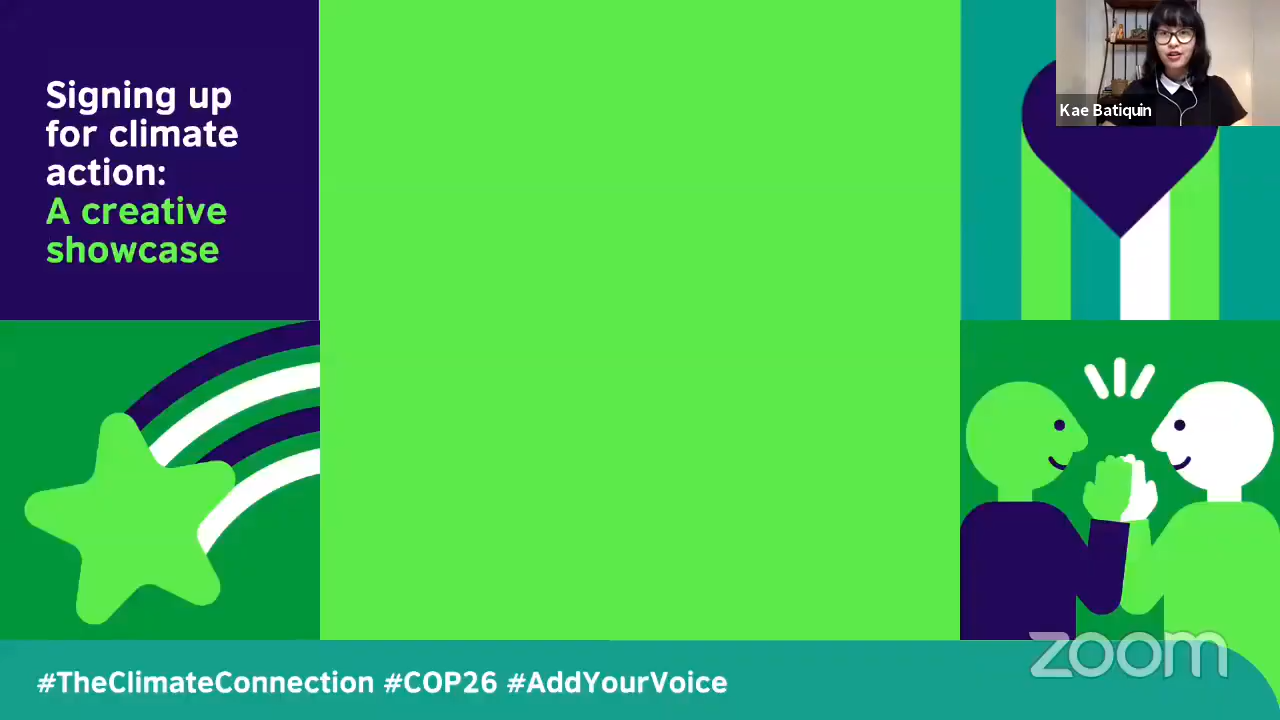 Signing up
for climate
action:
A creative
showcase
Kae Batiquin
#TheClimateConnection #COP26 #AddYourVoice
zoom